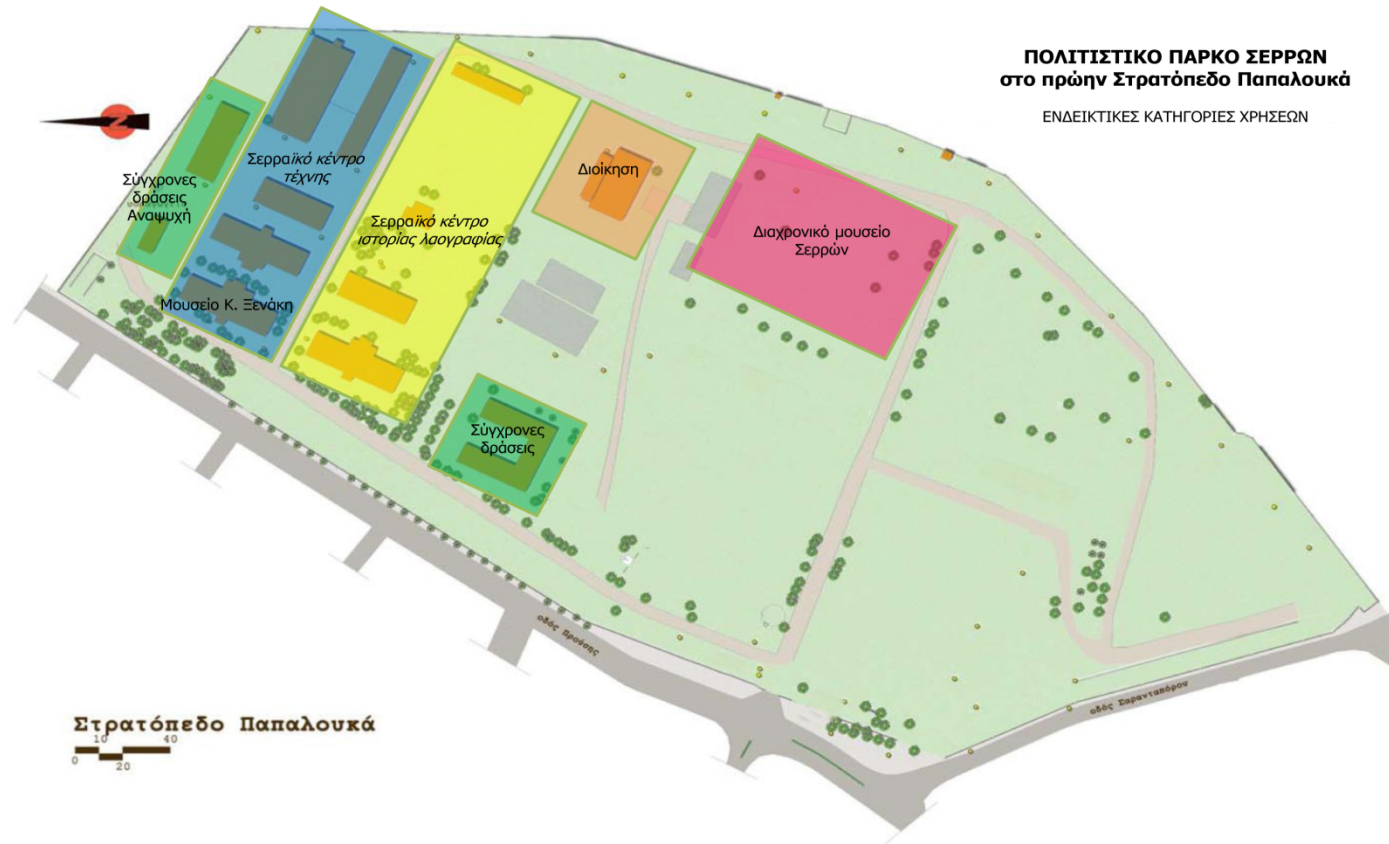 ΠΟΛΙΤΙΣΤΙΚΟ ΠΑΡΚΟ ΣΕΡΡΩΝ
στο πρώην Στρατόπεδο Παπαλουκά
ΕΝΔΕΙΚΤΙΚΕΣ ΚΑΤΗΓΟΡΙΕΣ ΧΡΗΣΕΩΝ
Σερραϊκό κέντρο
τέχνης
Σύγχρονες
δράσεις
Αναψυχή
Διοίκηση
Σερραϊκό κέντρο
ιστορίας λαογραφίας
Διαχρονικό μουσείο
Σερρών
Μουσείο Κ. Ξενάκη
Σύγχρονες
δράσεις
οδός Προύσης
οδός Σαρανταπόρου
Στρατόπεδο Παπαλουκά
10 40
0 20